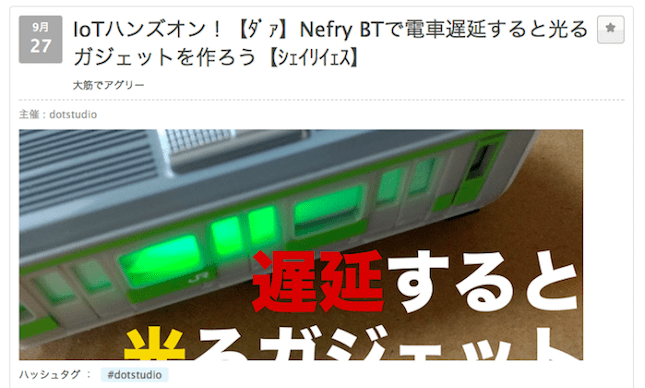 9月
27
IoTハンズオン！【ﾀﾞｧ】Nefry BTで電車遅延すると光る
ガジェットを作ろう【ｼｪｲﾘｲｪｽ】
大筋でアグリー
主催：dotstudio
JR
遅延すると
光るガジェット
ハッシュタグ ： #dotstudio